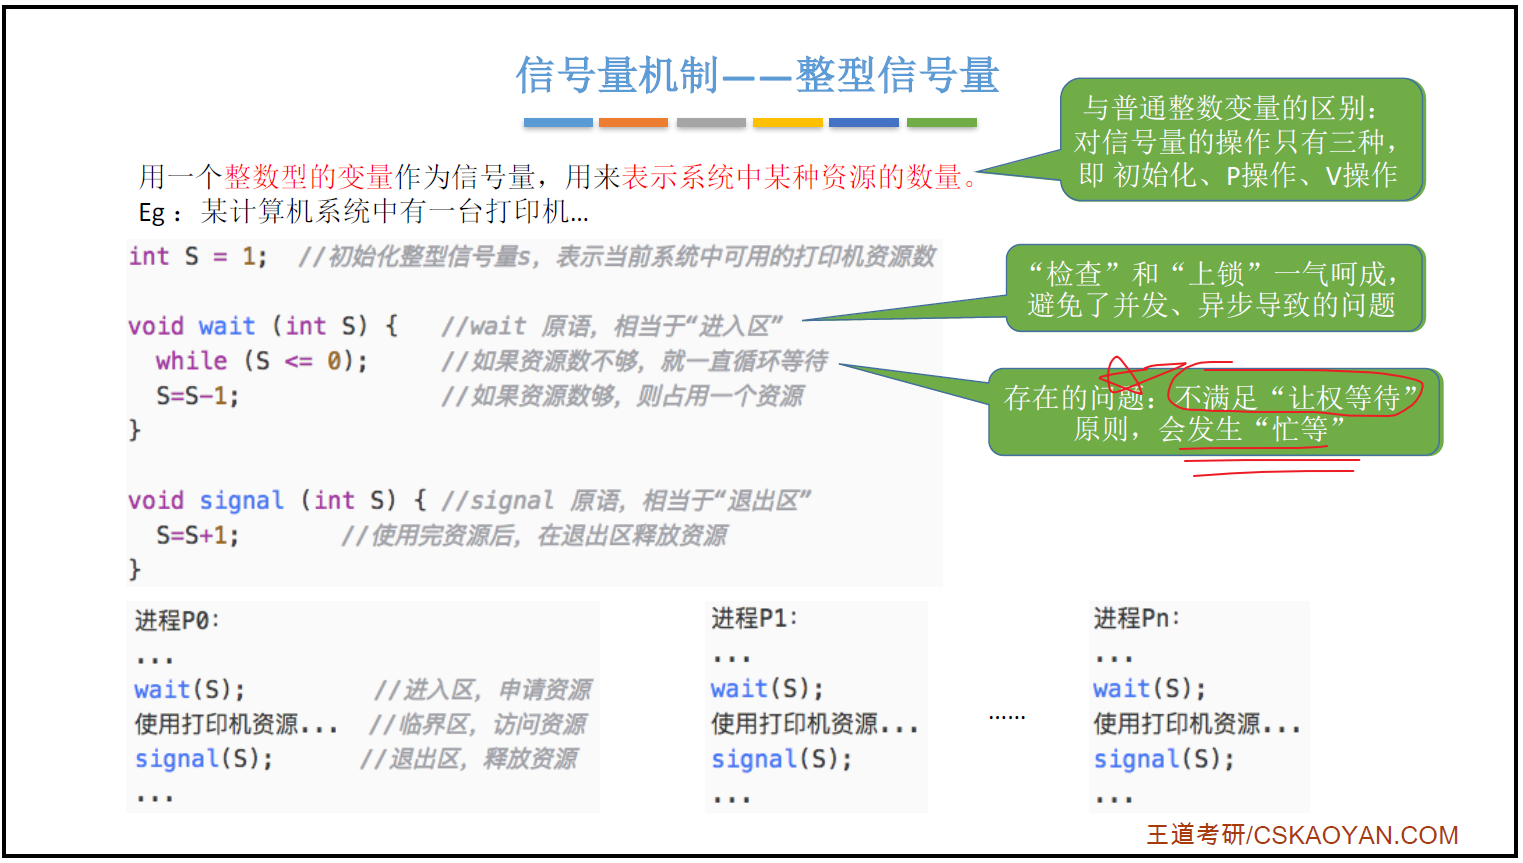 信号量机制——整型信号量
与普通整数变量的区别：
对信号量的操作只有三种，
即 初始化、P操作、V操作
用一个整数型的变量作为信号量，用来表示系统中某种资源的数量。
Eg：某计算机系统中有一台打印机…
int S = 1; //初始化整型信号量s，表示当前系统中可用的打印机资源数
“检查”和“上锁”一气呵成，
避免了并发、异步导致的问题
void wait (int S) { //wait 原语，相当于“进入区”
while (S <= 0); //如果资源数不够，就一直循环等待
S=S-1; //如果资源数够，则占用一个资源
}
存在的问题：不满足“让权等待”
原则，会发生“忙等”
void signal (int S) { //signal 原语，相当于“退出区”
S=S+1; //使用完资源后，在退出区释放资源
}
进程P0：
...
wait(S); //进入区，申请资源
使用打印机资源... //临界区，访问资源
signal(S); //退出区，释放资源
...
进程P1：
...
wait(S);
使用打印机资源...
signal(S);
...
……
进程Pn：
...
wait(S);
使用打印机资源...
signal(S);
...
王道考研/CSKAOYAN.COM